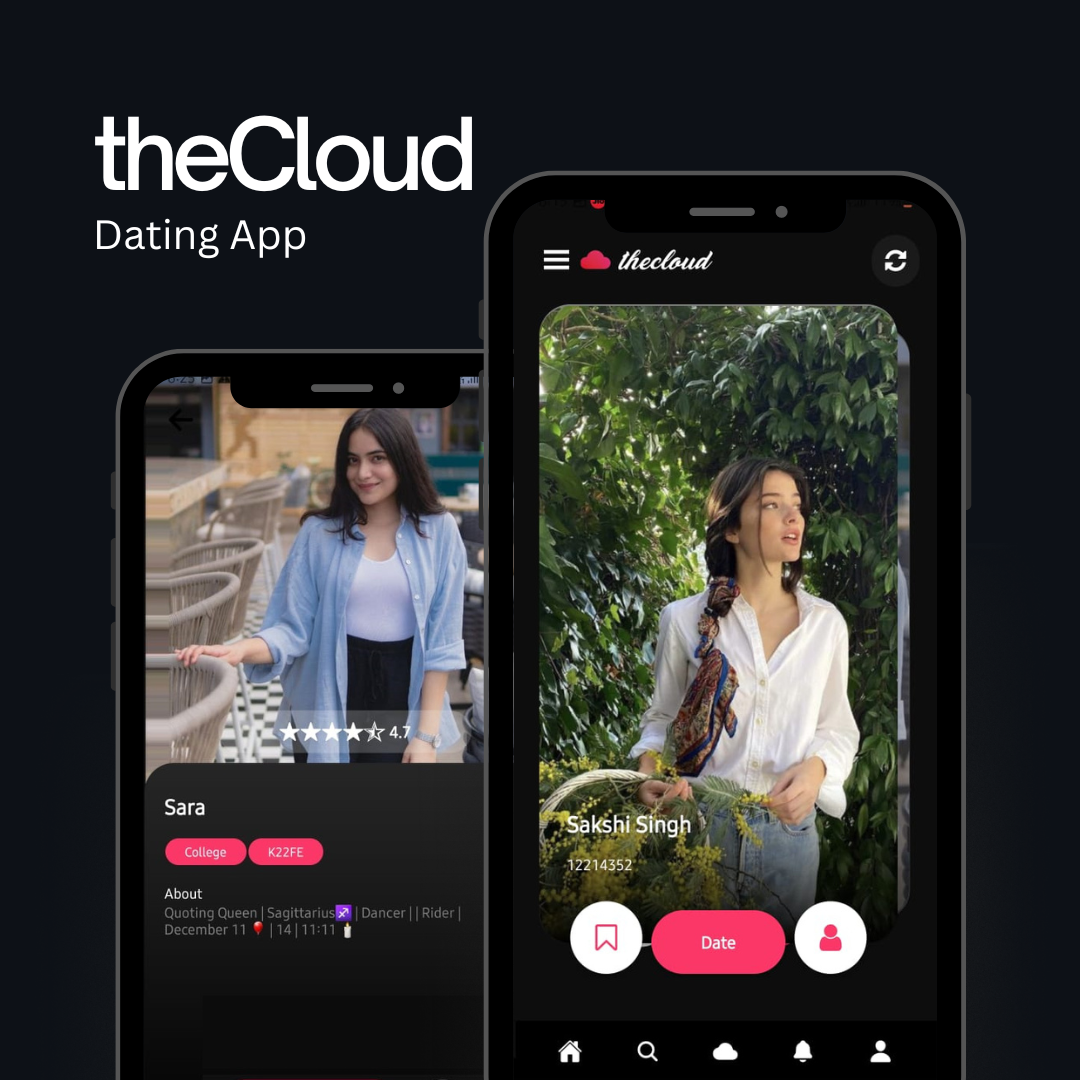 theCloud
Dating App
thecloud
★★★★⯪ 4.7
Sara
College
K22FE
About
Quoting Queen | Sagittarius♐ | Dancer | | Rider |
December 11 🎈 | 14 | 11:11 🕯️
Sakshi Singh
12214352
Date